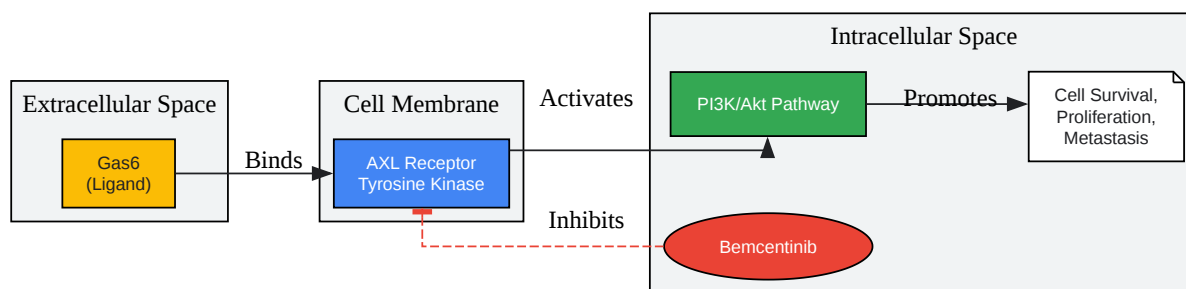 Intracellular Space
Extracellular Space
Cell Membrane
Activates
PI3K/Akt Pathway
Promotes
Cell Survival,
Proliferation,
Metastasis
Gas6
(Ligand)
Binds
AXL Receptor
Tyrosine Kinase
Inhibits
Bemcentinib